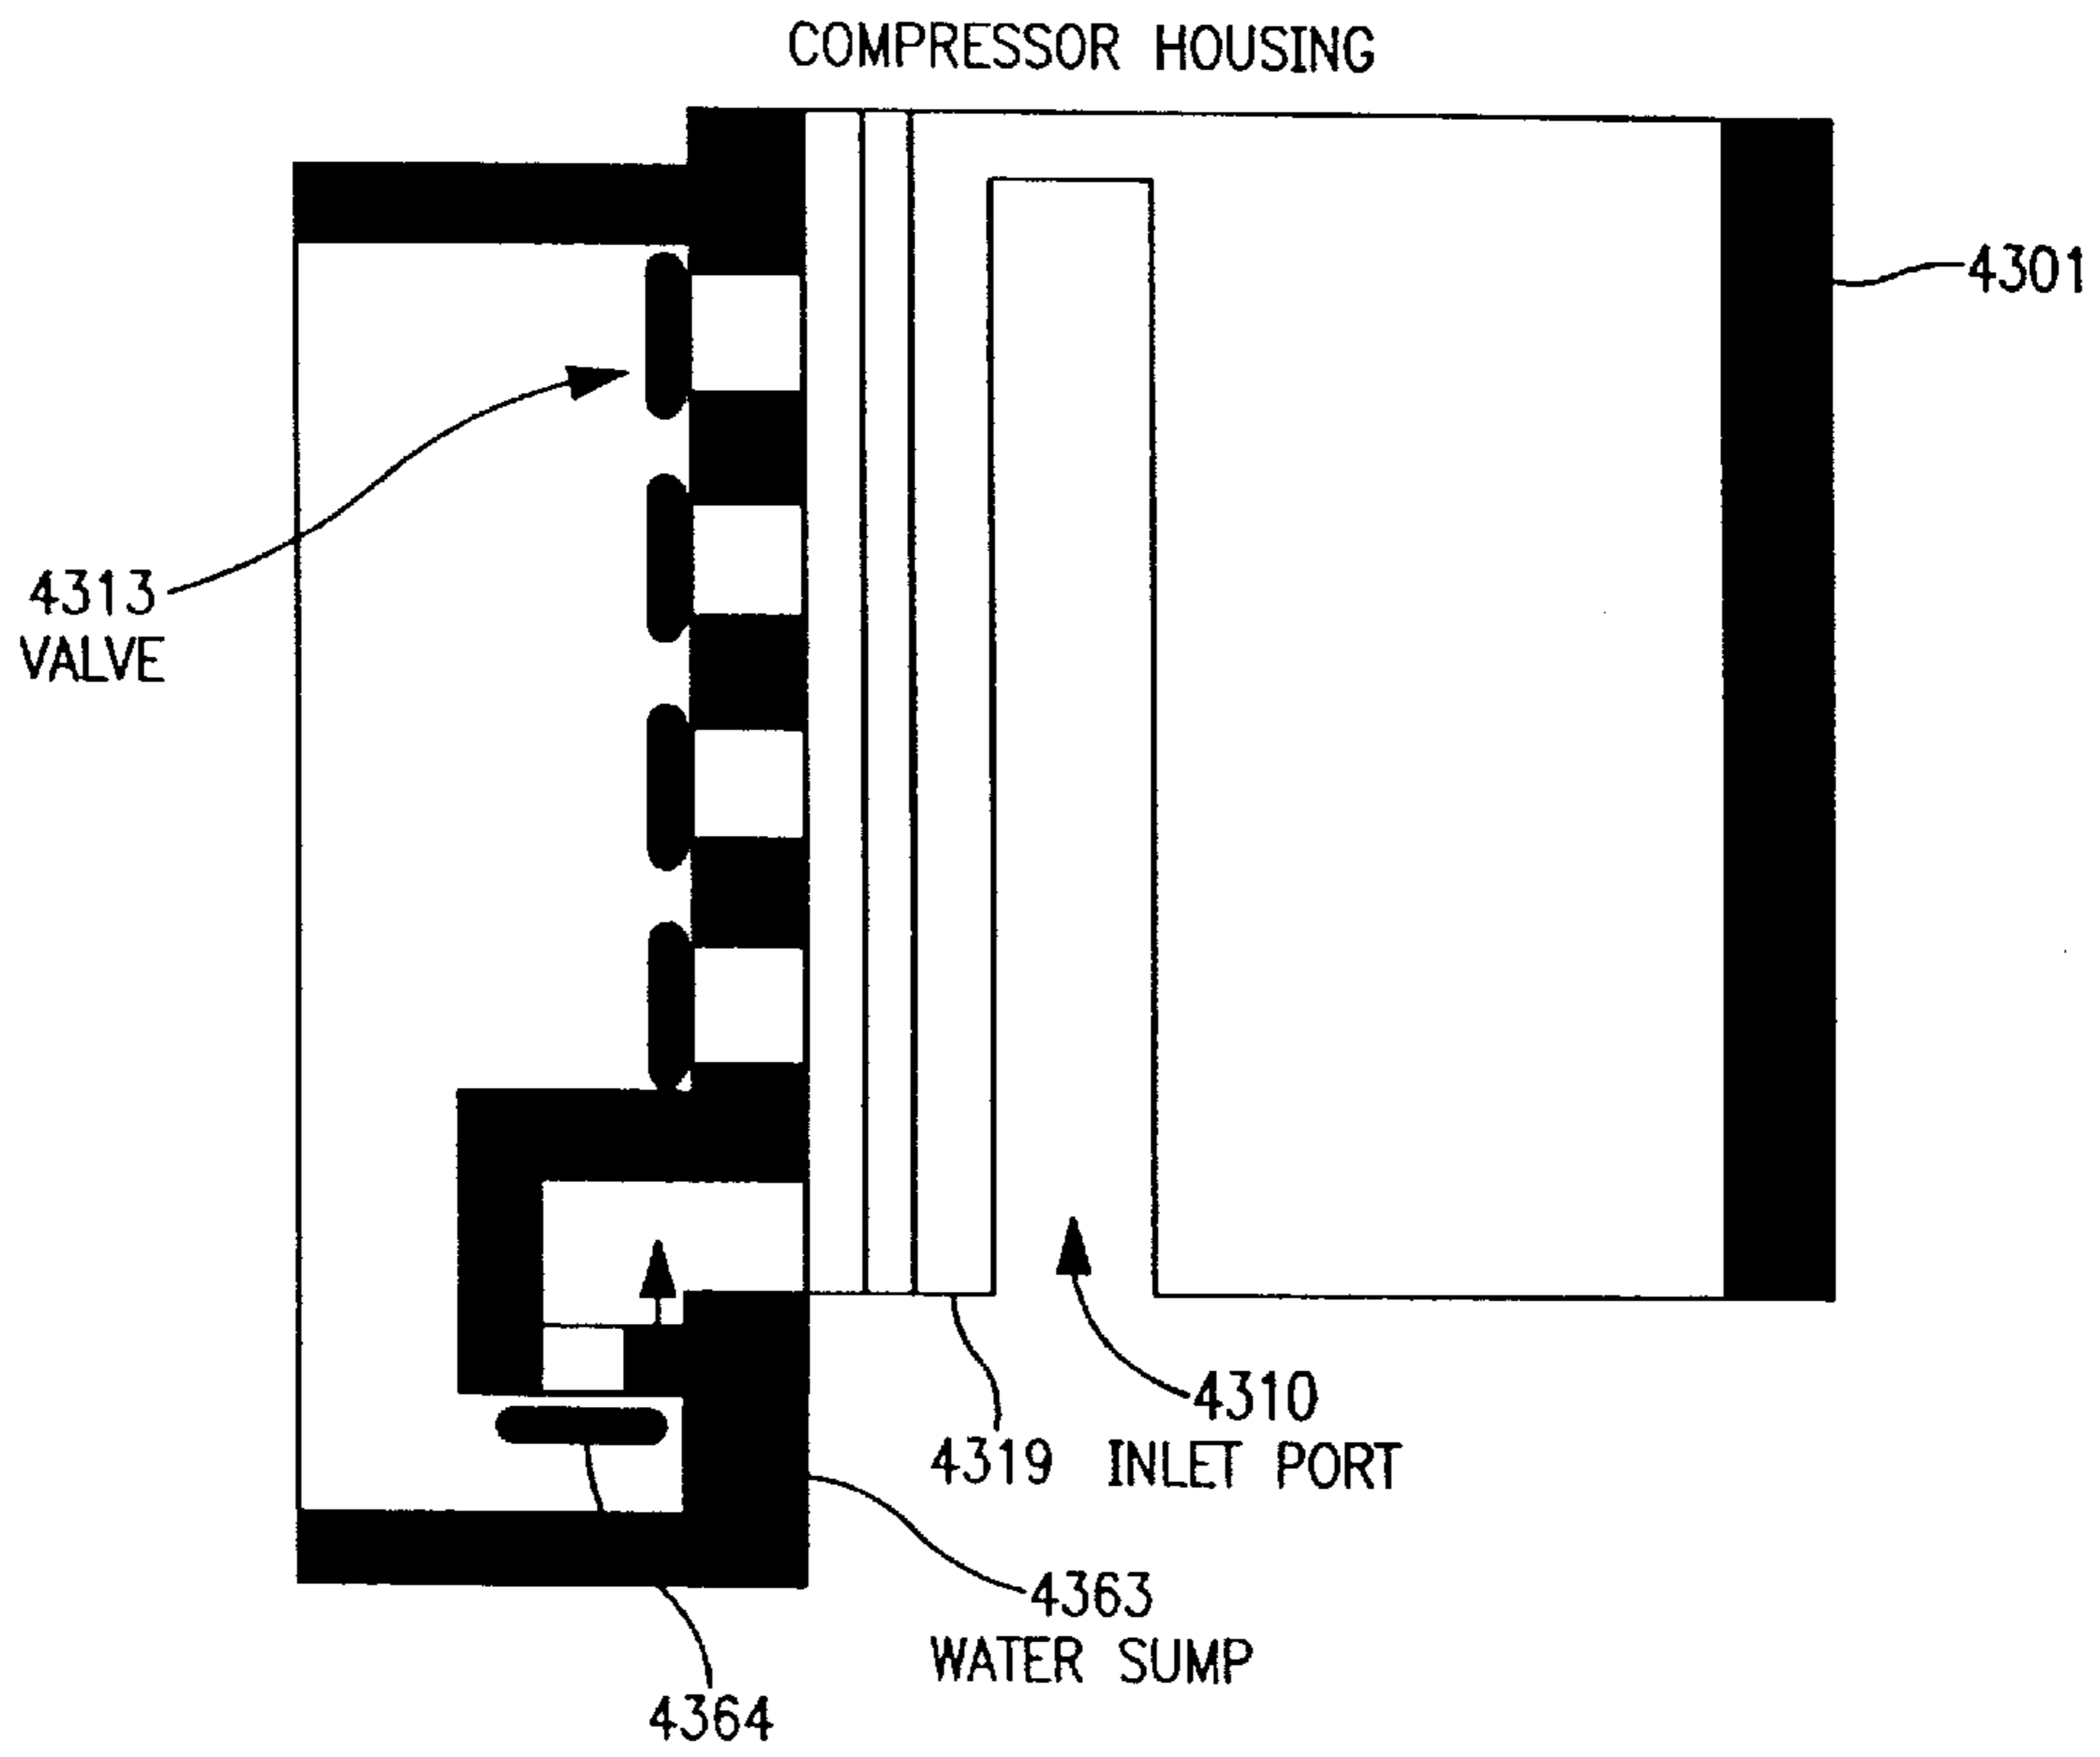 COMPRESSOR HOUSING
4301
4313
VALVE
4310
4319 INLET PORT
4363
WATER SUMP
4364